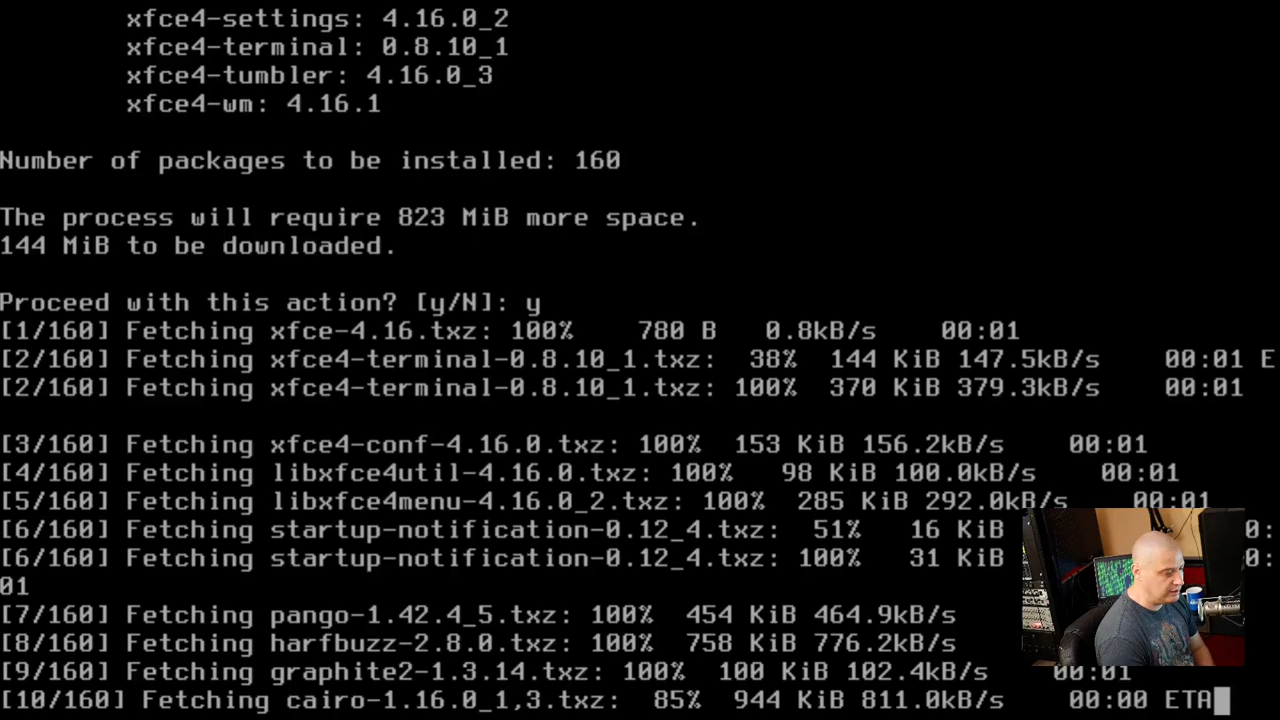 xfce4-settings: 4.16.0_2
xfce4-terminal: 0.8.10_1
xfce4-tumbler: 4.16.0_3
xfce4-wm: 4.16.1
Number of packages to be installed: 160
The process will require 823 MiB more space.
144 MiB to be downloaded.
Proceed with this action? [y/N]: y
[1/160] Fetching xfce-4.16.txz: 100% 780 B 0.8kB/s 00:01
[2/160] Fetching xfce4-terminal-0.8.10_1.txz: 38% 144 KiB 147.5kB/s 00:01 E
[2/160] Fetching xfce4-terminal-0.8.10_1.txz: 100% 370 KiB 379.3kB/s 00:01
[3/160] Fetching xfce4-conf-4.16.0.txz: 100% 153 KiB 156.2kB/s 00:01
[4/160] Fetching libxfce4util-4.16.0.txz: 100% 98 KiB 100.0kB/s 00:01
[5/160] Fetching libxfce4menu-4.16.0_2.txz: 100% 285 KiB 292.0kB/s 00:01
[6/160] Fetching startup-notification-0.12_4.txz: 51% 16 KiB 0:
[6/160] Fetching startup-notification-0.12_4.txz: 100% 31 KiB 0:
01
[7/160] Fetching pango-1.42.4_5.txz: 100% 454 KiB 464.9kB/s
[8/160] Fetching harfbuzz-2.8.0.txz: 100% 758 KiB 776.2kB/s
[9/160] Fetching graphite2-1.3.14.txz: 100% 100 KiB 102.4kB/s 00:01
[10/160] Fetching cairo-1.16.0_1,3.txz: 85% 944 KiB 811.0kB/s 00:00 ETA